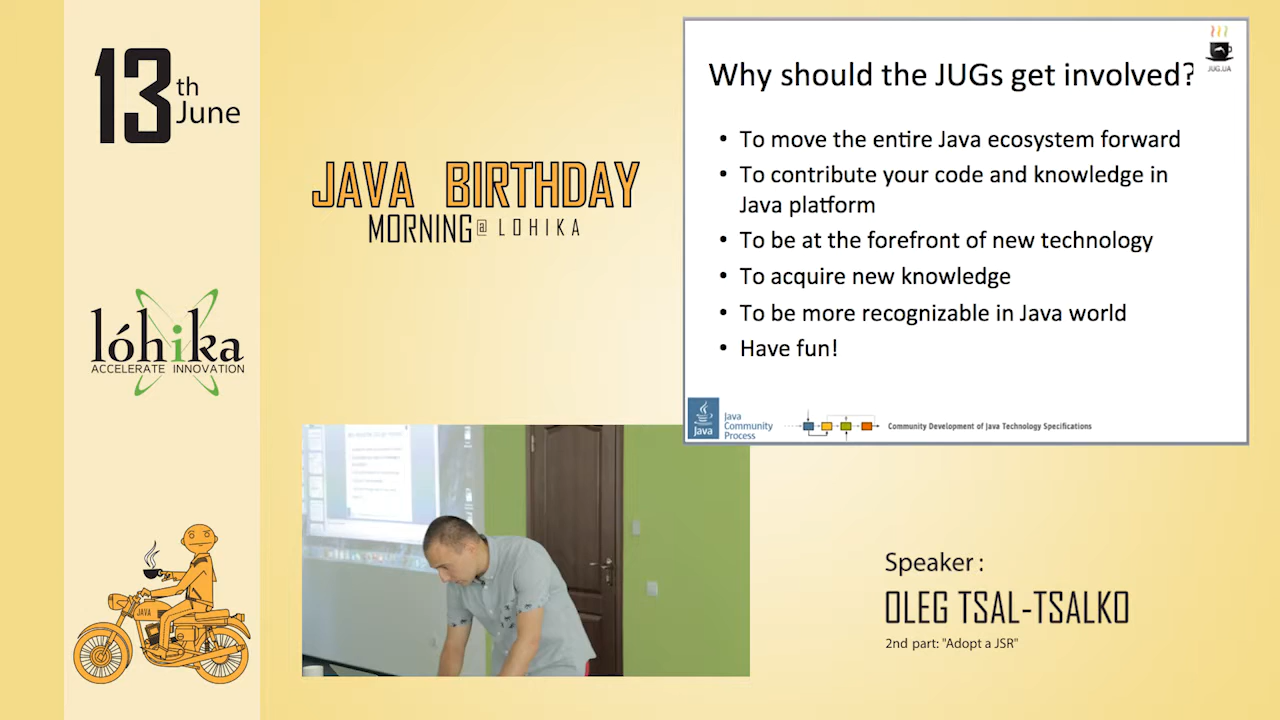 13th June
JAVA BIRTHDAY
MORNING @ LOHIKA
lóhika
ACCELERATE INNOVATION
JAVA
JUG.UA
Why should the JUGs get involved?
• To move the entire Java ecosystem forward
• To contribute your code and knowledge in
Java platform
• To be at the forefront of new technology
• To acquire new knowledge
• To be more recognizable in Java world
• Have fun!
Java
Java
Community
Process
Community Development of Java Technology Specifications
Speaker :
OLEG TSAL-TSALKO
2nd part: "Adopt a JSR"